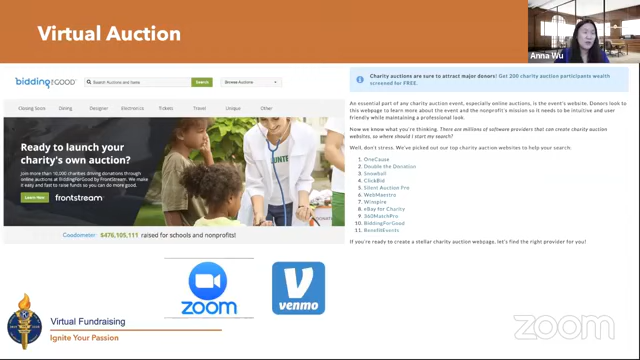 Virtual Auction
Anna Wu
biddingFORgood
Search Auctions and Items
Search
Browse Auctions
Closing Soon
Dining
Designer
Electronics
Tickets
Travel
Unique
Other
Ready to launch your
charity's own auction?
Join more than 10,000 charities driving donations through
online auctions at BiddingForGood by FrontStream. We make
it easy and fast to raise funds so you can do more good.
Learn Now
frontstream.
Goodometer $476,105,111 raised for schools and nonprofits!
Charity auctions are sure to attract major donors! Get 200 charity auction participants wealth
screened for FREE.
An essential part of any charity auction event, especially online auctions, is the event's website. Donors look to
this webpage to learn more about the event and the nonprofit's mission so it needs to be intuitive and user
friendly while maintaining a professional look.
Now we know what you're thinking. There are millions of software providers that can create charity auction
websites, so where should I start my search?
Well, don't stress. We've picked out our top charity auction websites to help your search:
1. OneCause
2. Double the Donation
3. Snowball
4. ClickBid
5. Silent Auction Pro
6. WebMaestro
7. Winspire
8. eBay for Charity
9. 360MatchPro
10. BiddingForGood
11. BenefitEvents
If you're ready to create a stellar charity auction webpage, let's find the right provider for you!
zoom
venmo
Virtual Fundraising
Ignite Your Passion
zoom